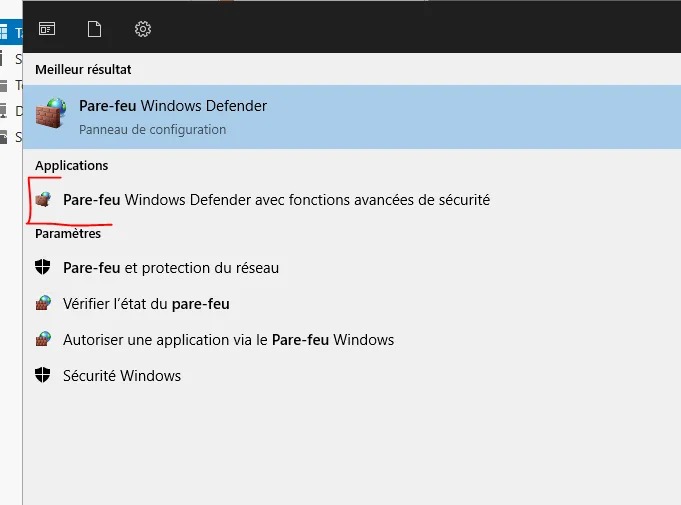 Meilleur résultat
Pare-feu Windows Defender
Panneau de configuration
Applications
Pare-feu Windows Defender avec fonctions avancées de sécurité
Paramètres
Pare-feu et protection du réseau
Vérifier l’état du pare-feu
Autoriser une application via le Pare-feu Windows
Sécurité Windows